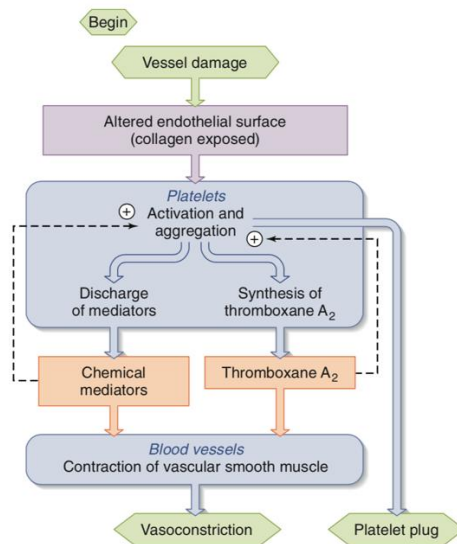 Begin
Vessel damage
Altered endothelial surface
(collagen exposed)
Platelets
+
Activation and
aggregation
+
Discharge
of mediators
Synthesis of
thromboxane A₂
Chemical
mediators
Thromboxane A₂
Blood vessels
Contraction of vascular smooth muscle
Vasoconstriction
Platelet plug